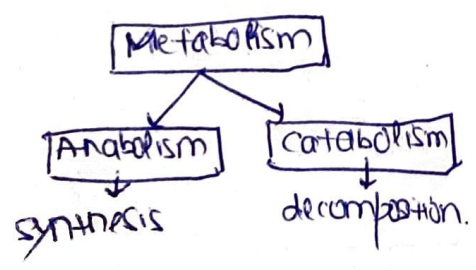 Metabolism
Anabolism
Catabolism
synthesis
decomposition.